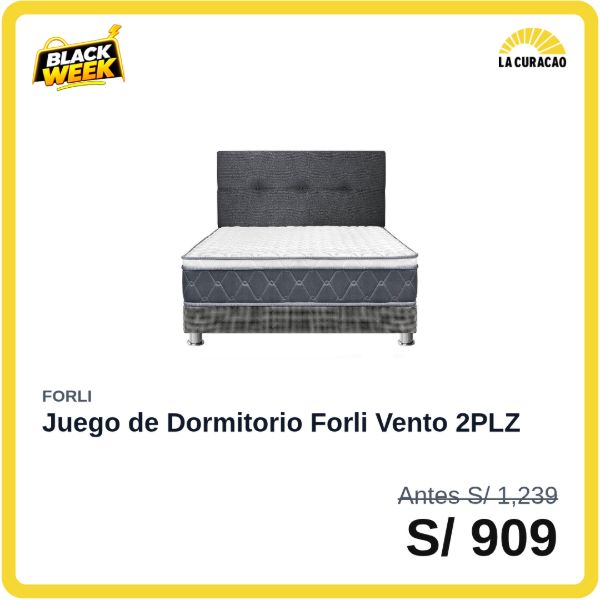 BLACK
WEEK
LA CURACAO
FORLI
Juego de Dormitorio Forli Vento 2PLZ
Antes S/ 1,239
S/ 909